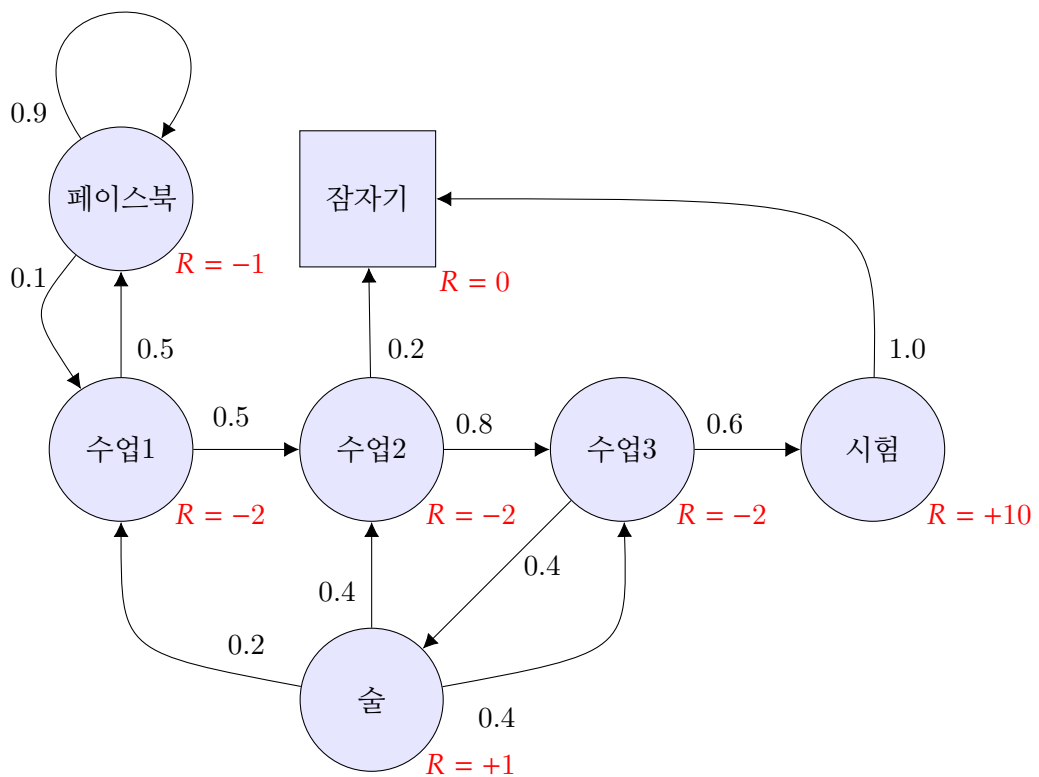 0.9
페이스북
잠자기
0.1
R = −1
R = 0
0.5
0.2
1.0
0.5
0.8
0.6
수업1
수업2
수업3
시험
R = −2
R = −2
R = −2
R = +10
0.4
0.4
0.2
술
0.4
R = +1